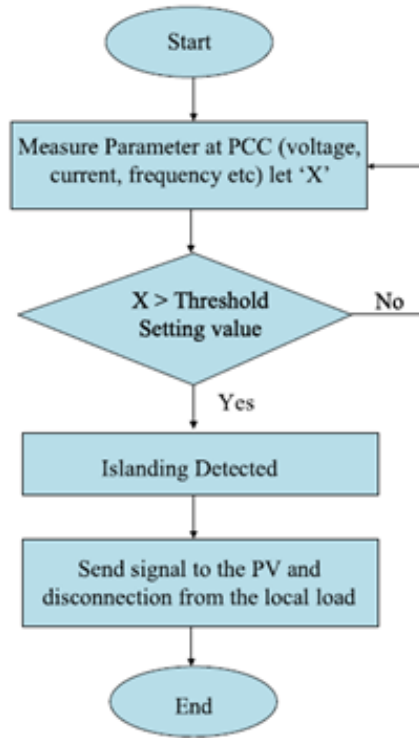 Start
Measure Parameter at PCC (voltage,
current, frequency etc) let ‘X’
X > Threshold
Setting value
No
Yes
Islanding Detected
Send signal to the PV and
disconnection from the local load
End